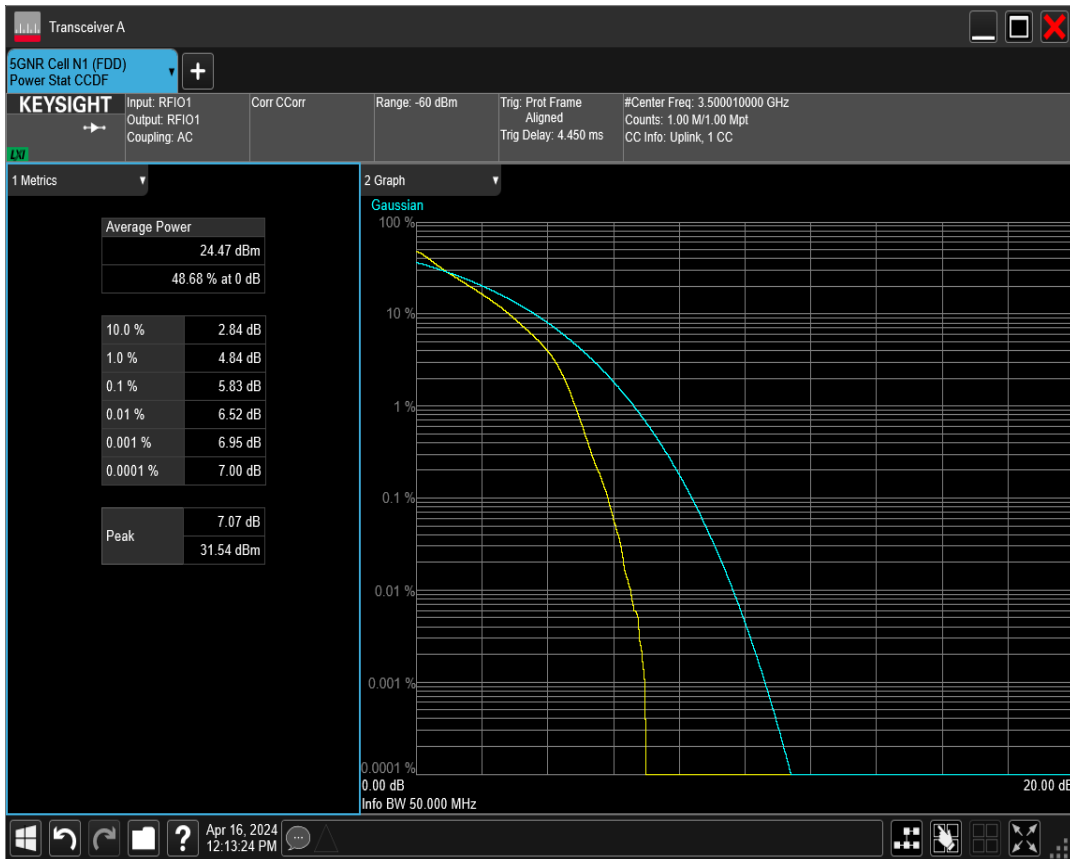 Transceiver A
5GNR Cell N1 (FDD)
Power Stat CCDF
KEYSIGHT
LXI
Input: RFIO1
Output: RFIO1
Coupling: AC
Corr CCorr
Range: -60 dBm
Trig: Prot Frame
Aligned
Trig Delay: 4.450 ms
#Center Freq: 3.500010000 GHz
Counts: 1.00 M/1.00 Mpt
CC Info: Uplink, 1 CC
1 Metrics
Average Power
24.47 dBm
48.68 % at 0 dB
10.0 % 2.84 dB
1.0 % 4.84 dB
0.1 % 5.83 dB
0.01 % 6.52 dB
0.001 % 6.95 dB
0.0001 % 7.00 dB
Peak 7.07 dB
31.54 dBm
2 Graph
Gaussian
100 %
10 %
1 %
0.1 %
0.01 %
0.001 %
0.0001 %
0.00 dB 20.00 dB
Info BW 50.000 MHz
Apr 16, 2024
12:13:24 PM